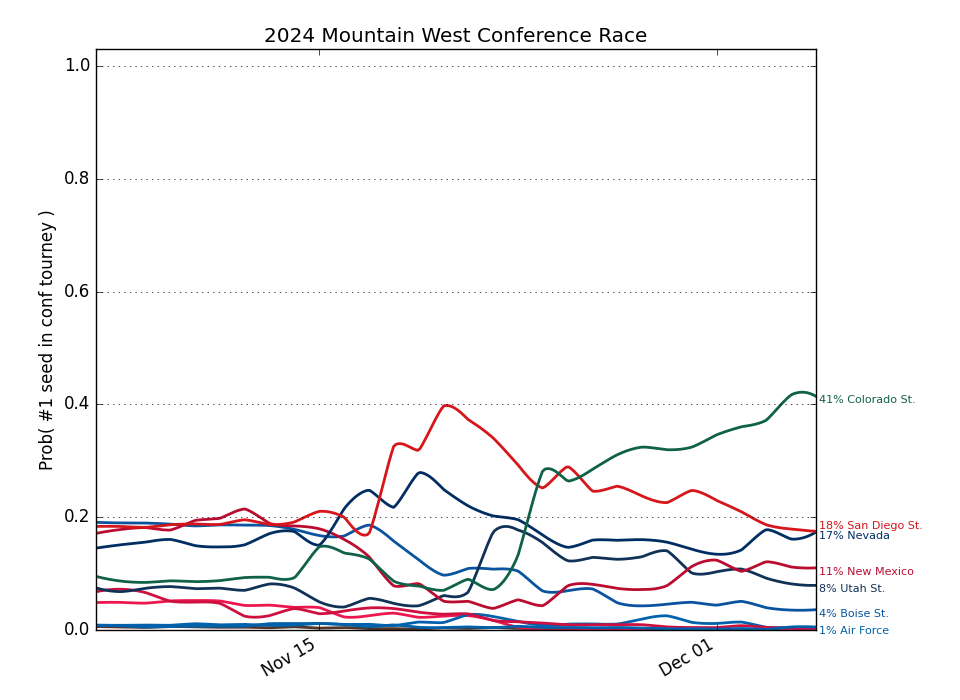 2024 Mountain West Conference Race
Prob( #1 seed in conf tourney )
1.0
0.8
0.6
0.4
0.2
0.0
Nov 15
Dec 01
41% Colorado St.
18% San Diego St.
17% Nevada
11% New Mexico
8% Utah St.
4% Boise St.
1% Air Force